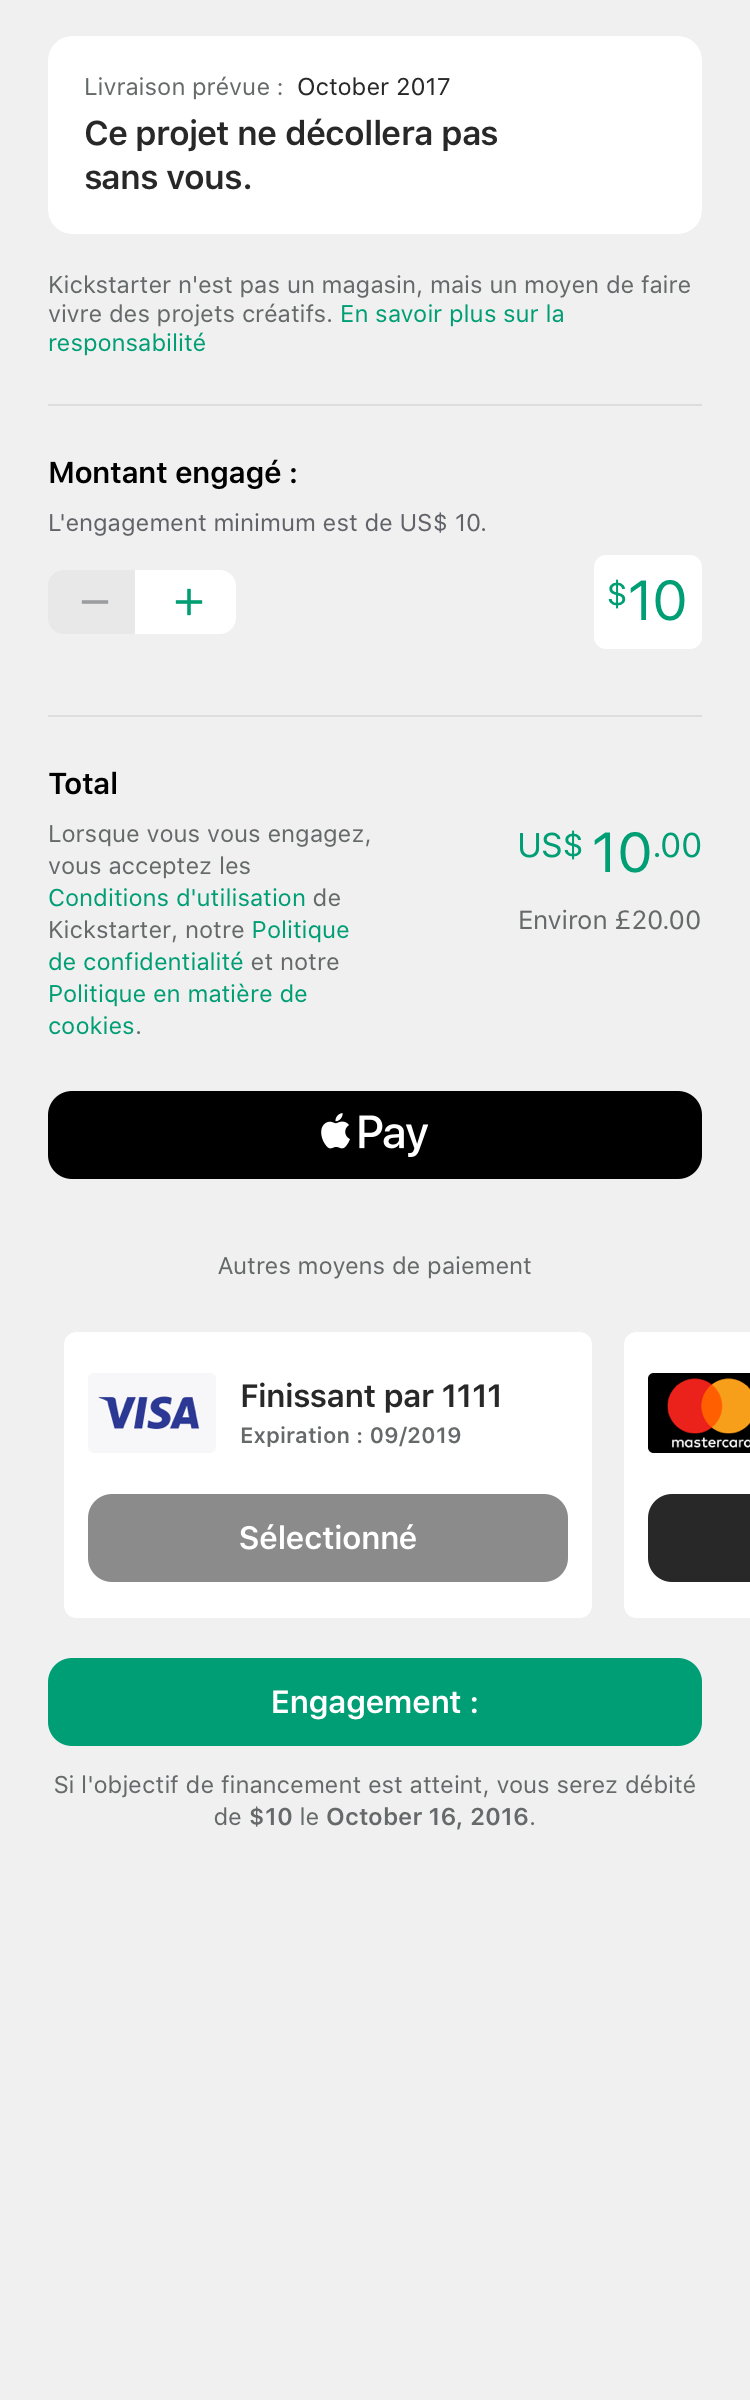 Livraison prévue : October 2017
Ce projet ne décollera pas
sans vous.
Kickstarter n'est pas un magasin, mais un moyen de faire
vivre des projets créatifs. En savoir plus sur la
responsabilité
Montant engagé :
L'engagement minimum est de US$ 10.
$10
Total
Lorsque vous vous engagez,
vous acceptez les
Conditions d'utilisation de
Kickstarter, notre Politique
de confidentialité et notre
Politique en matière de
cookies.
US$ 10.00
Environ £20.00
Pay
Autres moyens de paiement
VISA
Finissant par 1111
Expiration : 09/2019
Sélectionné
mastercard
Engagement :
Si l'objectif de financement est atteint, vous serez débité
de $10 le October 16, 2016.